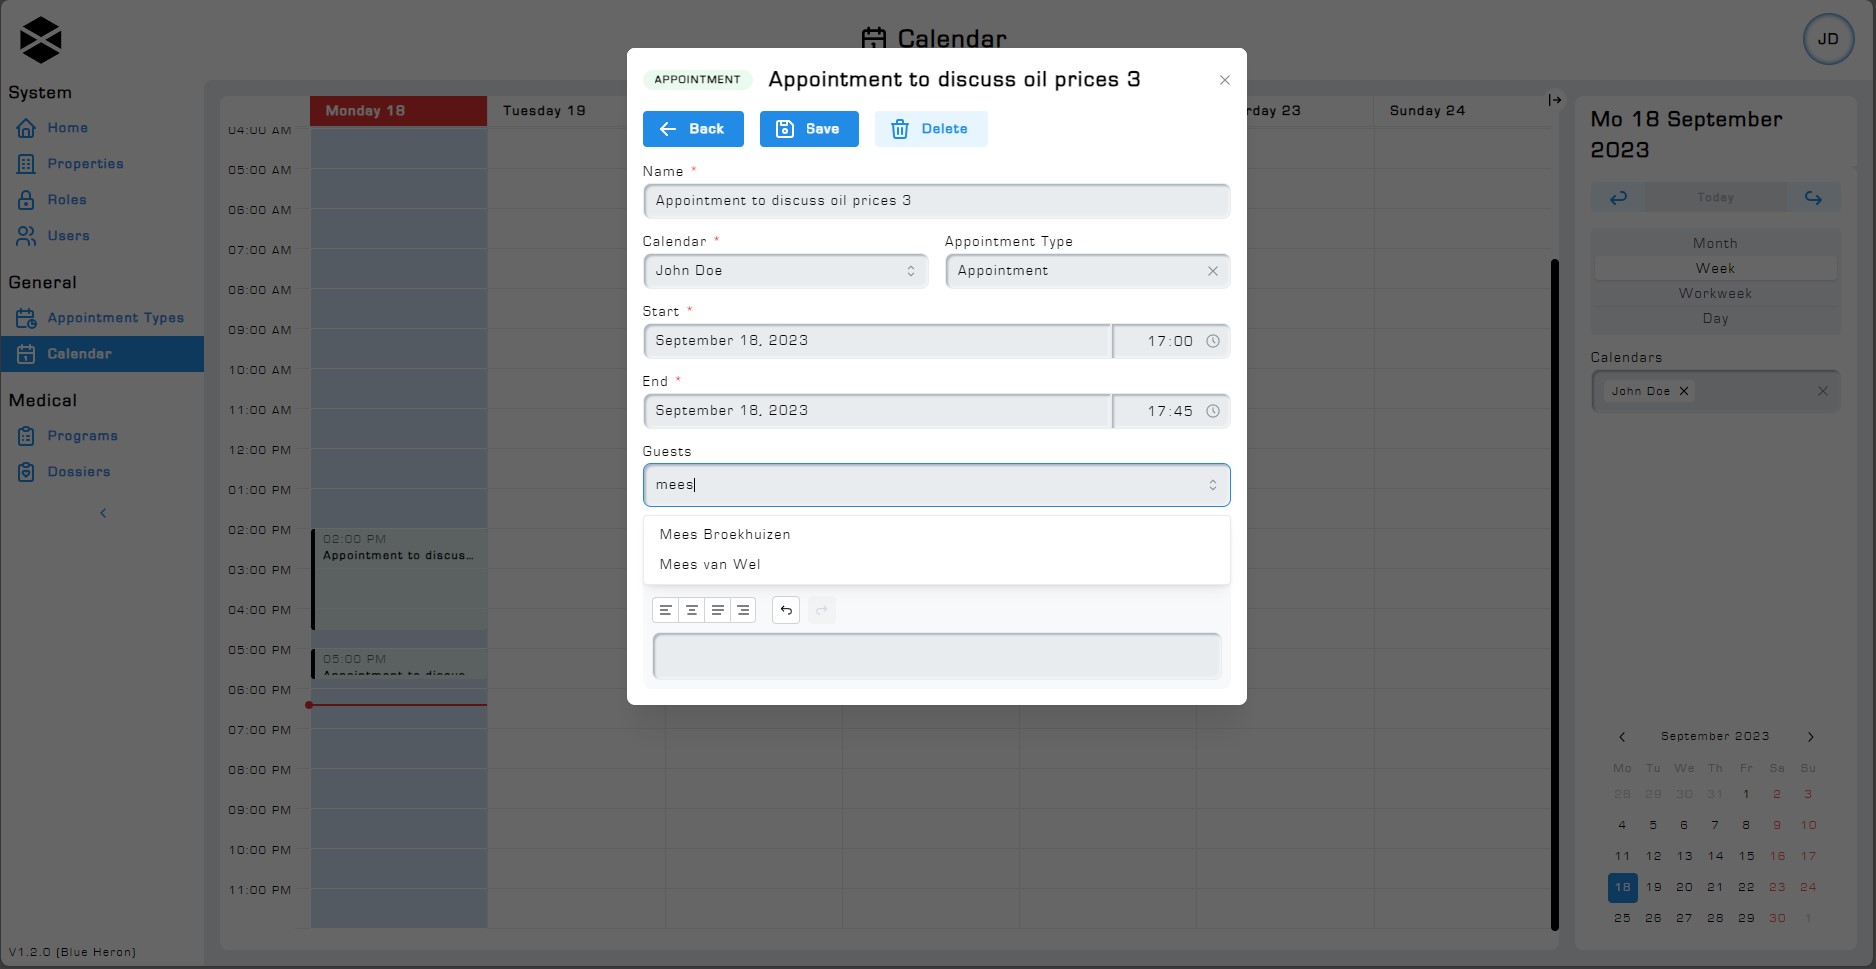 Calendar
JD
System
Home
Properties
Roles
Users
General
Appointment Types
Calendar
Medical
Programs
Dossiers
V1.2.0 (Blue Heron)
Monday 18
Tuesday 19
rday 23
Sunday 24
04:00 AM
05:00 AM
06:00 AM
07:00 AM
08:00 AM
09:00 AM
10:00 AM
11:00 AM
12:00 PM
01:00 PM
02:00 PM
03:00 PM
04:00 PM
05:00 PM
06:00 PM
07:00 PM
08:00 PM
09:00 PM
10:00 PM
11:00 PM
02:00 PM
Appointment to discus...
05:00 PM
Appointment to discus...
APPOINTMENT Appointment to discuss oil prices 3
Back Save Delete
Name *
Appointment to discuss oil prices 3
Calendar * Appointment Type
John Doe Appointment
Start *
September 18, 2023 17:00
End *
September 18, 2023 17:45
Guests
mees
Mees Broekhuizen
Mees van Wel
Mo 18 September
2023
Today
Month
Week
Workweek
Day
Calendars
John Doe
September 2023
Mo Tu We Th Fr Sa Su
28 29 30 31 1 2 3
4 5 6 7 8 9 10
11 12 13 14 15 16 17
18 19 20 21 22 23 24
25 26 27 28 29 30 1